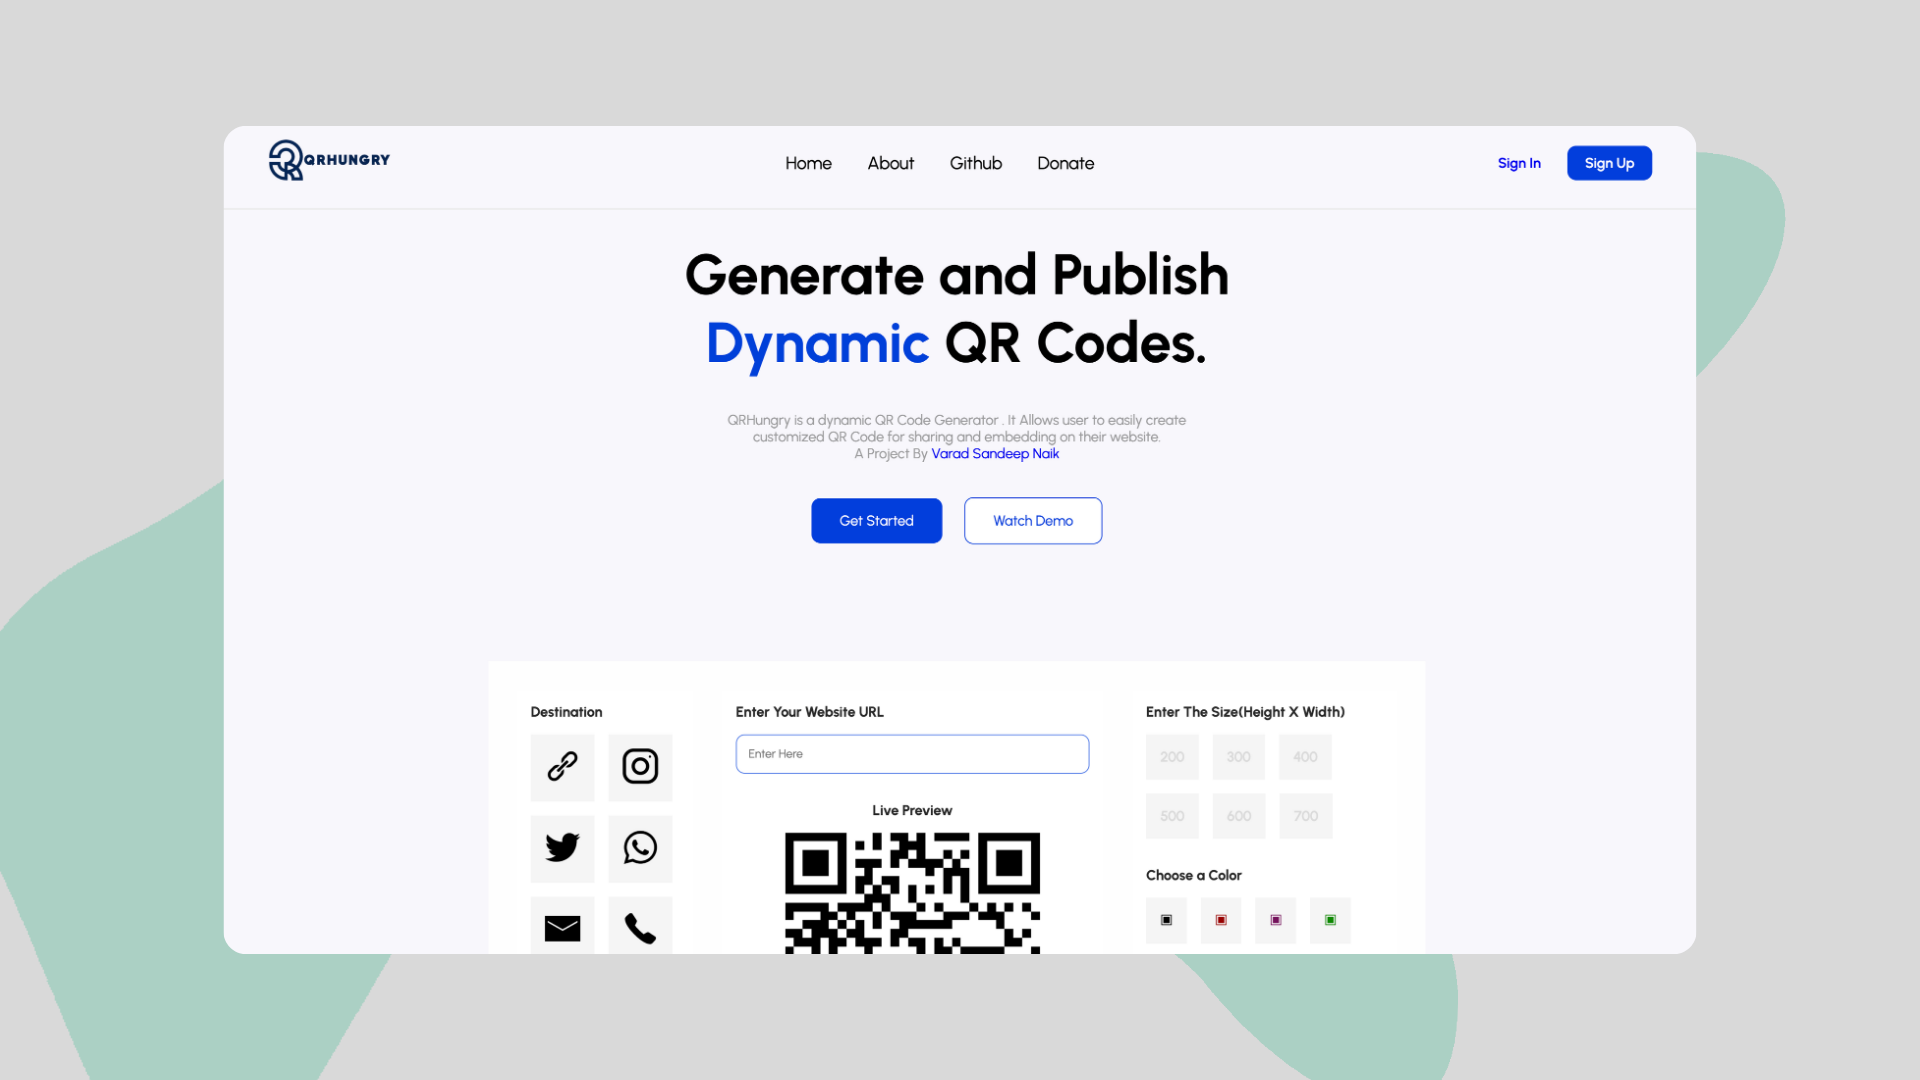 QRHUNGRY
Home About Github Donate
Sign In Sign Up
Generate and Publish
Dynamic QR Codes.
QRHungry is a dynamic QR Code Generator . It Allows user to easily create
customized QR Code for sharing and embedding on their website.
A Project By Varad Sandeep Naik
Get Started Watch Demo
Destination
Enter Your Website URL
Enter Here
Live Preview
Enter The Size(Height X Width)
200 300 400
500 600 700
Choose a Color